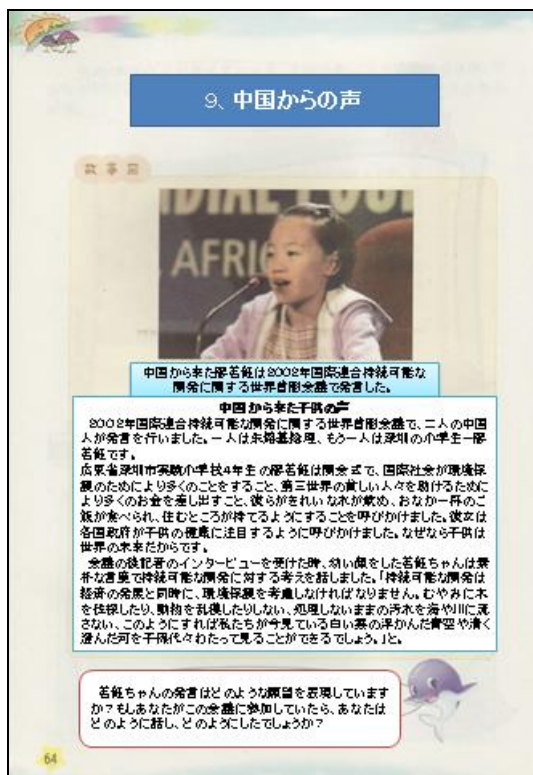 9、中国からの声
故事园
DIAL
AFRI
中国から来た廖若飪は2002年国際連合持続可能な
開発に関する世界首脳会議で発言した。
中国から来た子供の声
2002年国際連合持続可能な開発に関する世界首脳会議で、二人の中国
人が発言を行いました。一人は朱鎔基総理、もう一人は深圳の小学生ー廖
若飪です。
広東省深圳市実験小学校4年生の廖若飪は開会式で、国際社会が環境保
護のためにより多くのことをすること、第三世界の貧しい人々を助けるために
より多くのお金を差し出すこと、彼らがきれいな水が飲め、おなか一杯のご
飯が食べられ、住むところが持てるようにすることを呼びかけました。彼女は
各国政府が子供の健康に注目するように呼びかけました。なぜなら子供は
世界の未来だからです。
会議の後記者のインタービューを受けた時、幼い顔をした若飪ちゃんは素
朴な言葉で持続可能な開発に対する考えを話しました。「持続可能な開発は
経済の発展と同時に、環境保護を考慮しなければなりません。むやみに木
を伐採したり、動物を乱獲したりしない、処理しないままの汚水を海や川に流
さない、このようにすれば私たちが今見ている白い雲の浮かんだ青空や清く
澄んだ河を子孫代々わたって見ることができるでしょう。」と。
若飪ちゃんの発言はどのような願望を表現しています
か？もしあなたがこの会議に参加していたら、あなたは
どのように話し、どのようにしたでしょうか？
64